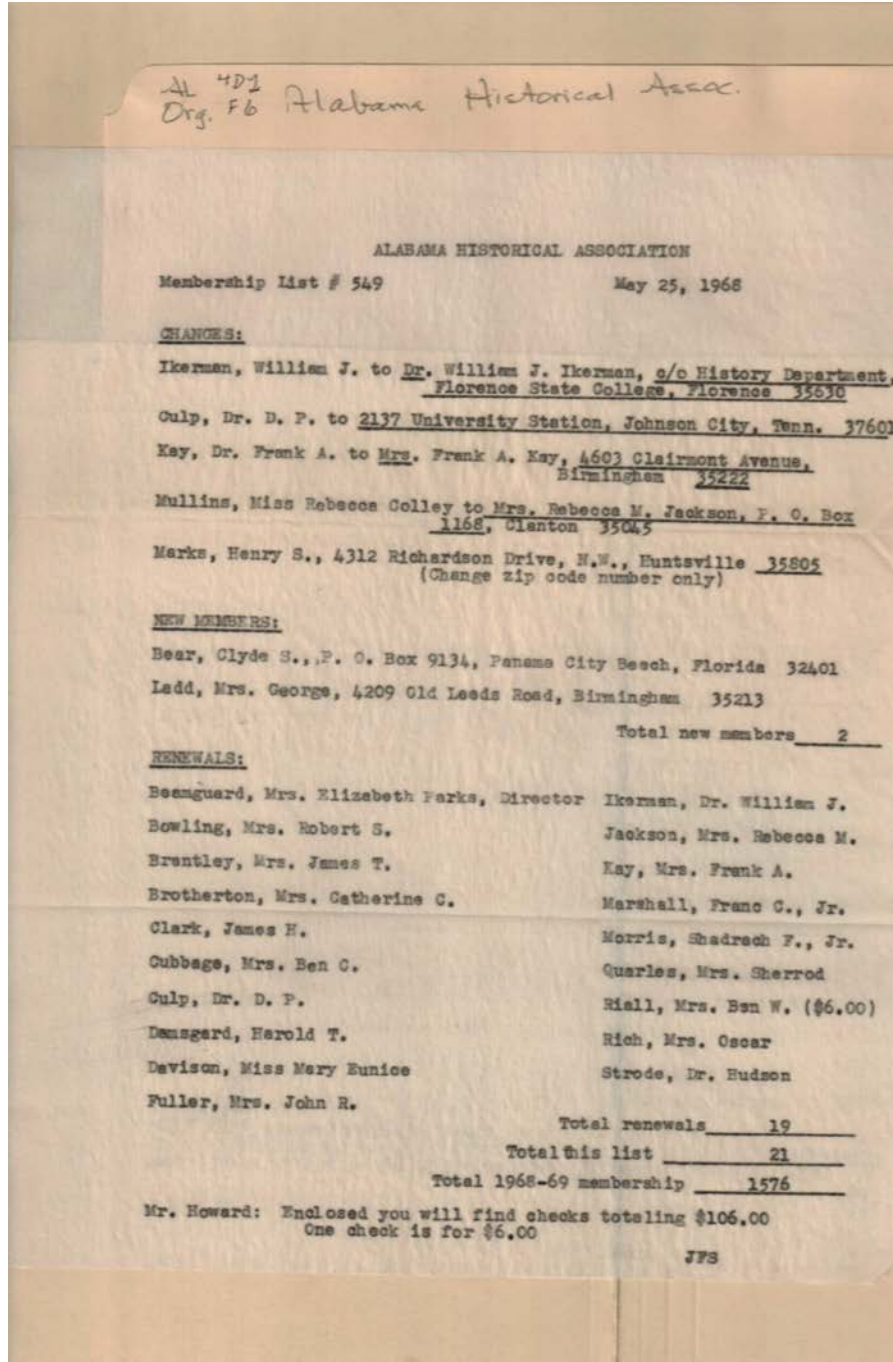 AL 4D1
Org. F6 Alabama Historical Assoc.
ALABAMA HISTORICAL ASSOCIATION
Membership List # 549 May 25, 1968
CHANGES:
Ikerman, William J. to Dr. William J. Ikerman, c/o History Department,
Florence State College, Florence 35630
Culp, Dr. D. P. to 2137 University Station, Johnson City, Tenn. 37601
Kay, Dr. Frank A. to Mrs. Frank A. Kay, 4603 Clairmont Avenue,
Birmingham 35222
Mullins, Miss Rebecca Colley to Mrs. Rebecca M. Jackson, P. O. Box
1168, Clanton 35045
Marks, Henry S., 4312 Richardson Drive, N.W., Huntsville 35805
(Change zip code number only)
NEW MEMBERS:
Bear, Clyde S., P. O. Box 9134, Panama City Beach, Florida 32401
Ladd, Mrs. George, 4209 Old Leeds Road, Birmingham 35213
Total new members 2
RENEWALS:
Beamguard, Mrs. Elizabeth Parks, Director Ikerman, Dr. William J.
Bowling, Mrs. Robert S. Jackson, Mrs. Rebecca M.
Brantley, Mrs. James T. Kay, Mrs. Frank A.
Brotherton, Mrs. Catherine C. Marshall, Franc C., Jr.
Clark, James H. Morris, Shadrach F., Jr.
Cubbage, Mrs. Ben C. Quarles, Mrs. Sherrod
Culp, Dr. D. P. Riall, Mrs. Ben W. ($6.00)
Damsgard, Harold T. Rich, Mrs. Oscar
Davison, Miss Mary Eunice Strode, Dr. Hudson
Fuller, Mrs. John R.
Total renewals 19
Total this list 21
Total 1968-69 membership 1576
Mr. Howard: Enclosed you will find checks totaling $106.00
One check is for $6.00
JFS